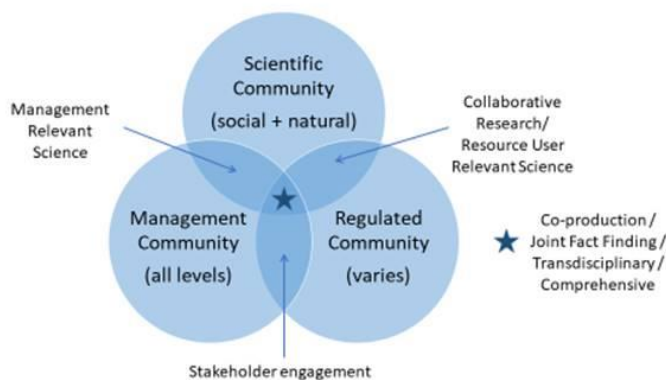 Scientific
Community
(social + natural)
Management
Relevant
Science
Collaborative
Research/
Resource User
Relevant Science
Management
Community
(all levels)
Regulated
Community
(varies)
Co-production /
Joint Fact Finding /
Transdisciplinary /
Comprehensive
Stakeholder engagement